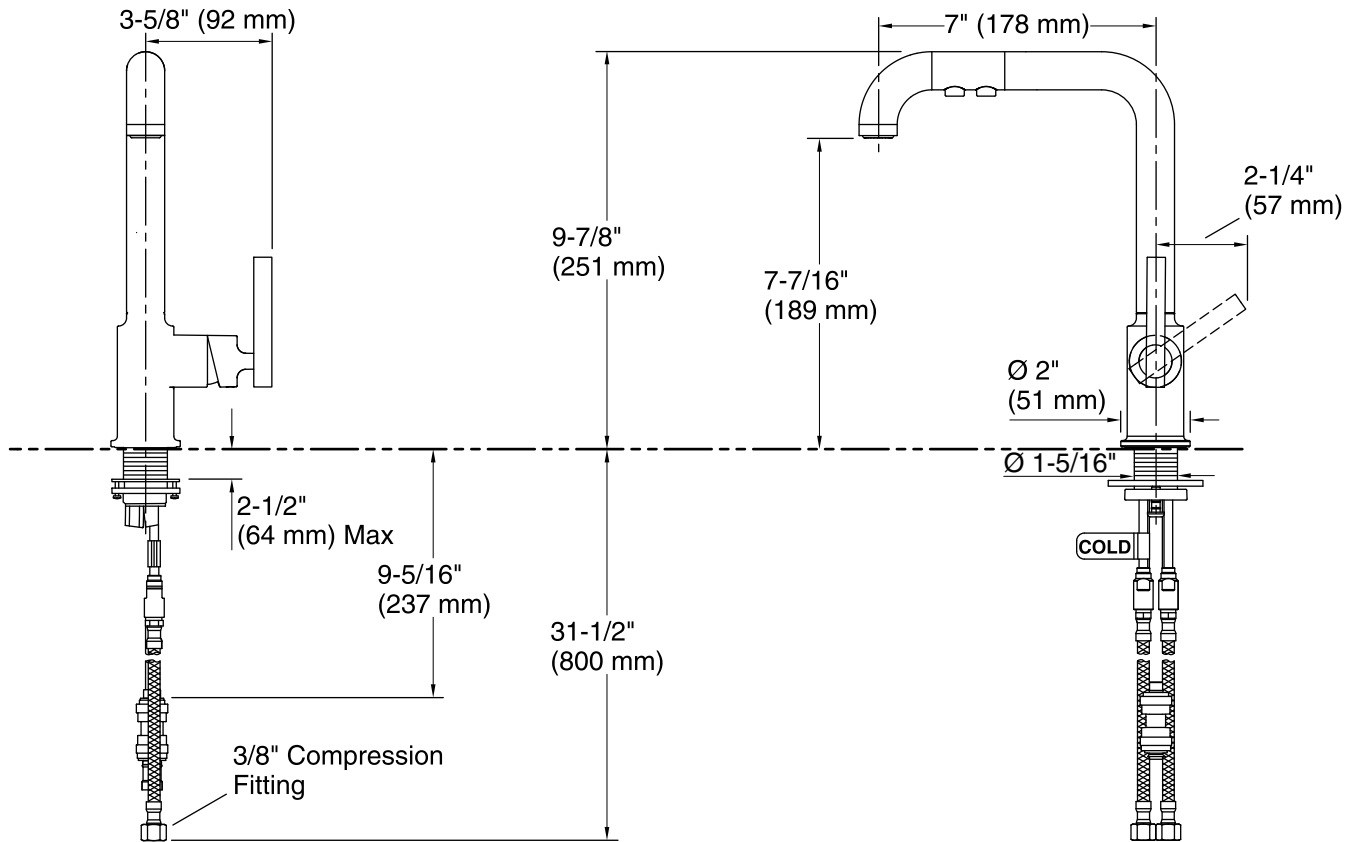 3-5/8" (92 mm)
7" (178 mm)
2-1/4"
(57 mm)
9-7/8"
(251 mm)
7-7/16"
(189 mm)
Ø 2"
(51 mm)
Ø 1-5/16"
2-1/2"
(64 mm) Max
COLD
9-5/16"
(237 mm)
31-1/2"
(800 mm)
3/8" Compression
Fitting